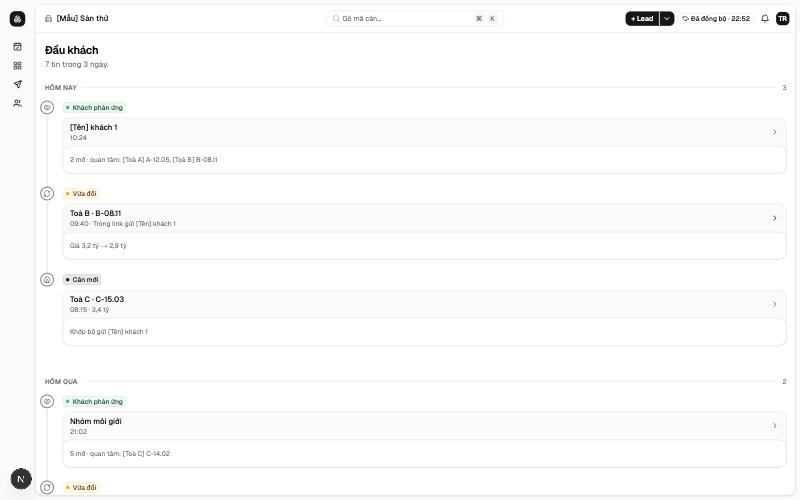 [Mẫu] Sàn thử
Gõ mã căn...
⌘ K
+ Lead
Đã đồng bộ · 22:52
TR
Đầu khách
7 tin trong 3 ngày.
HÔM NAY
3
Khách phản ứng
[Tên] khách 1
10:24
2 mở · quan tâm: [Toà A] A-12.05, [Toà B] B-08.11
Vừa đổi
Toà B · B-08.11
09:40 · Trong link gửi [Tên] khách 1
Giá 3,2 tỷ → 2,9 tỷ
Căn mới
Toà C · C-15.03
08:15 · 3,4 tỷ
Khớp bộ gửi [Tên] khách 1
HÔM QUA
2
Khách phản ứng
Nhóm môi giới
21:02
5 mở · quan tâm: [Toà C] C-14.02
N
Vừa đổi